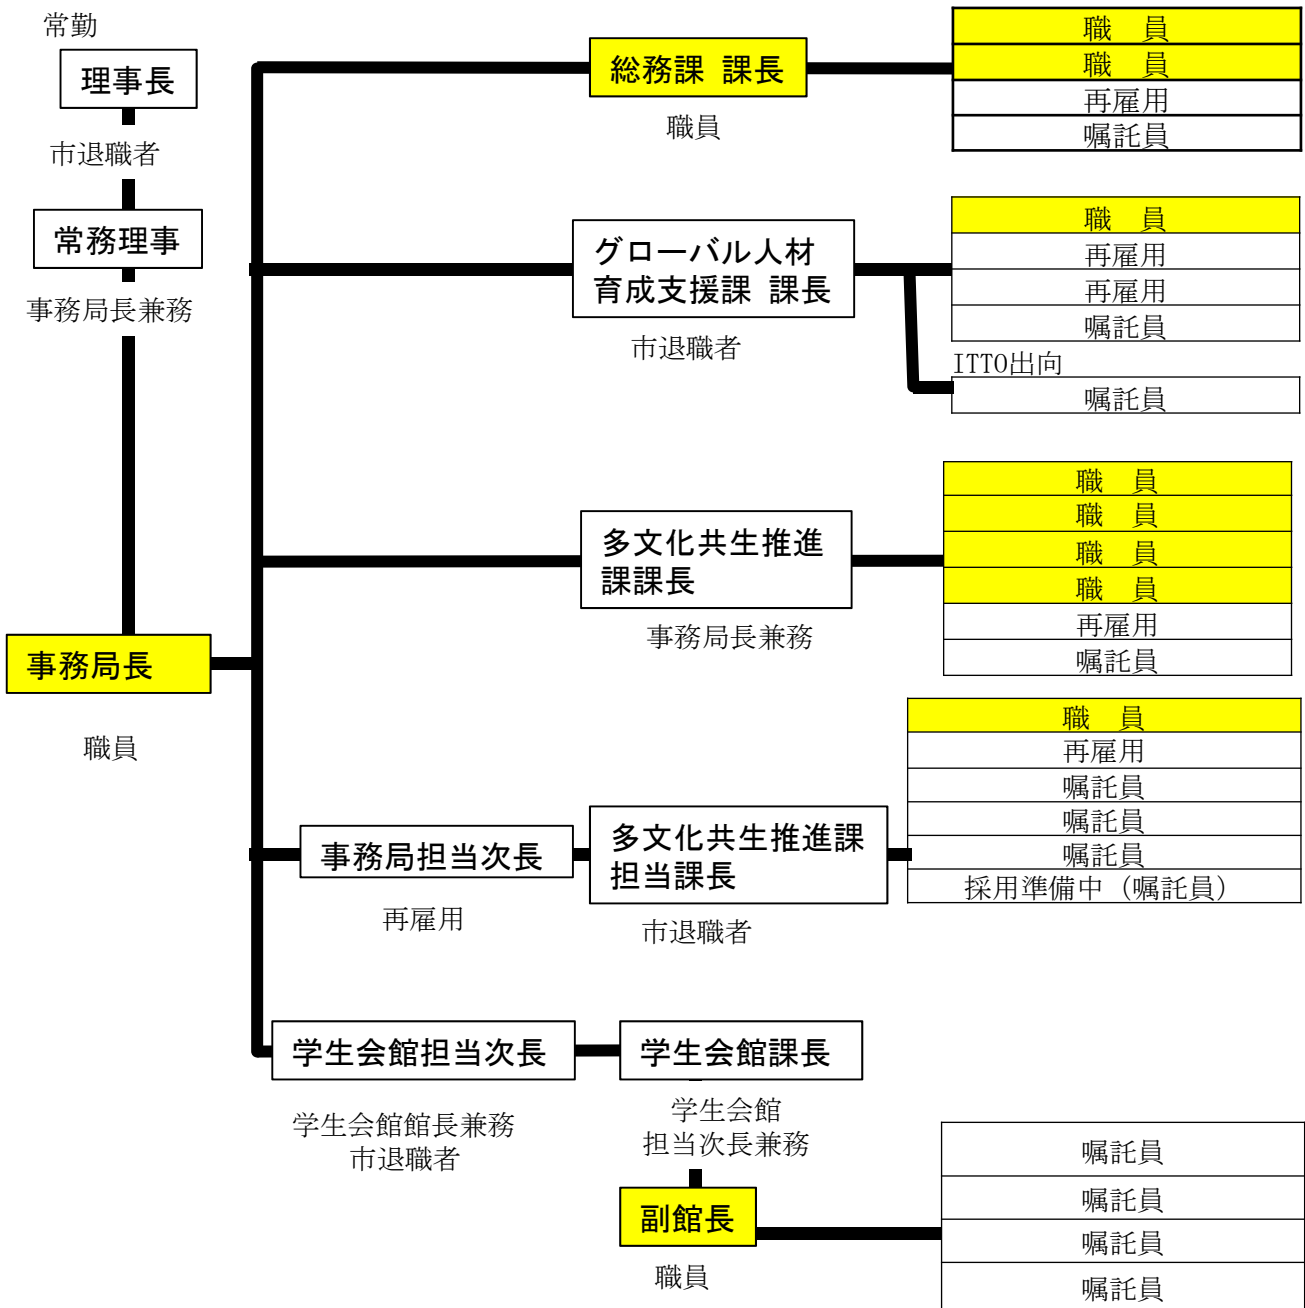 常勤
理事長
市退職者
常務理事
事務局長兼務
事務局長
職員
総務課 課長
職員
職　員
職　員
再雇用
嘱託員
グローバル人材
育成支援課 課長
市退職者
職　員
再雇用
再雇用
嘱託員
ITTO出向
嘱託員
多文化共生推進
課課長
事務局長兼務
職　員
職　員
職　員
職　員
再雇用
嘱託員
事務局担当次長
再雇用
多文化共生推進課
担当課長
市退職者
職　員
再雇用
嘱託員
嘱託員
嘱託員
採用準備中（嘱託員）
学生会館担当次長
学生会館館長兼務
市退職者
学生会館課長
学生会館
担当次長兼務
副館長
職員
嘱託員
嘱託員
嘱託員
嘱託員